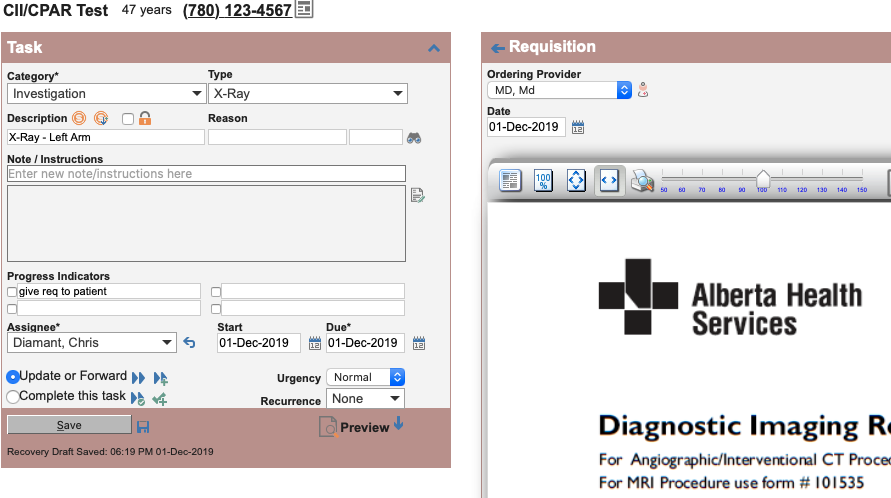 CII/CPAR Test 47 years (780) 123-4567
Task
Category* Type
Investigation X-Ray
Description Reason
X-Ray - Left Arm
Note / Instructions
Enter new note/instructions here
Progress Indicators
give req to patient
Assignee* Start Due*
Diamant, Chris 01-Dec-2019 12 01-Dec-2019 12
Update or Forward Urgency Normal
Complete this task Recurrence None
Save Preview
Recovery Draft Saved: 06:19 PM 01-Dec-2019
Requisition
Ordering Provider
MD, Md
Date
01-Dec-2019 12
100 %
50 60 70 80 90 100 110 120 130 140 150
Alberta Health
Services
Diagnostic Imaging Re
For Angiographic/Interventional CT Proce
For MRI Procedure use form # 101535